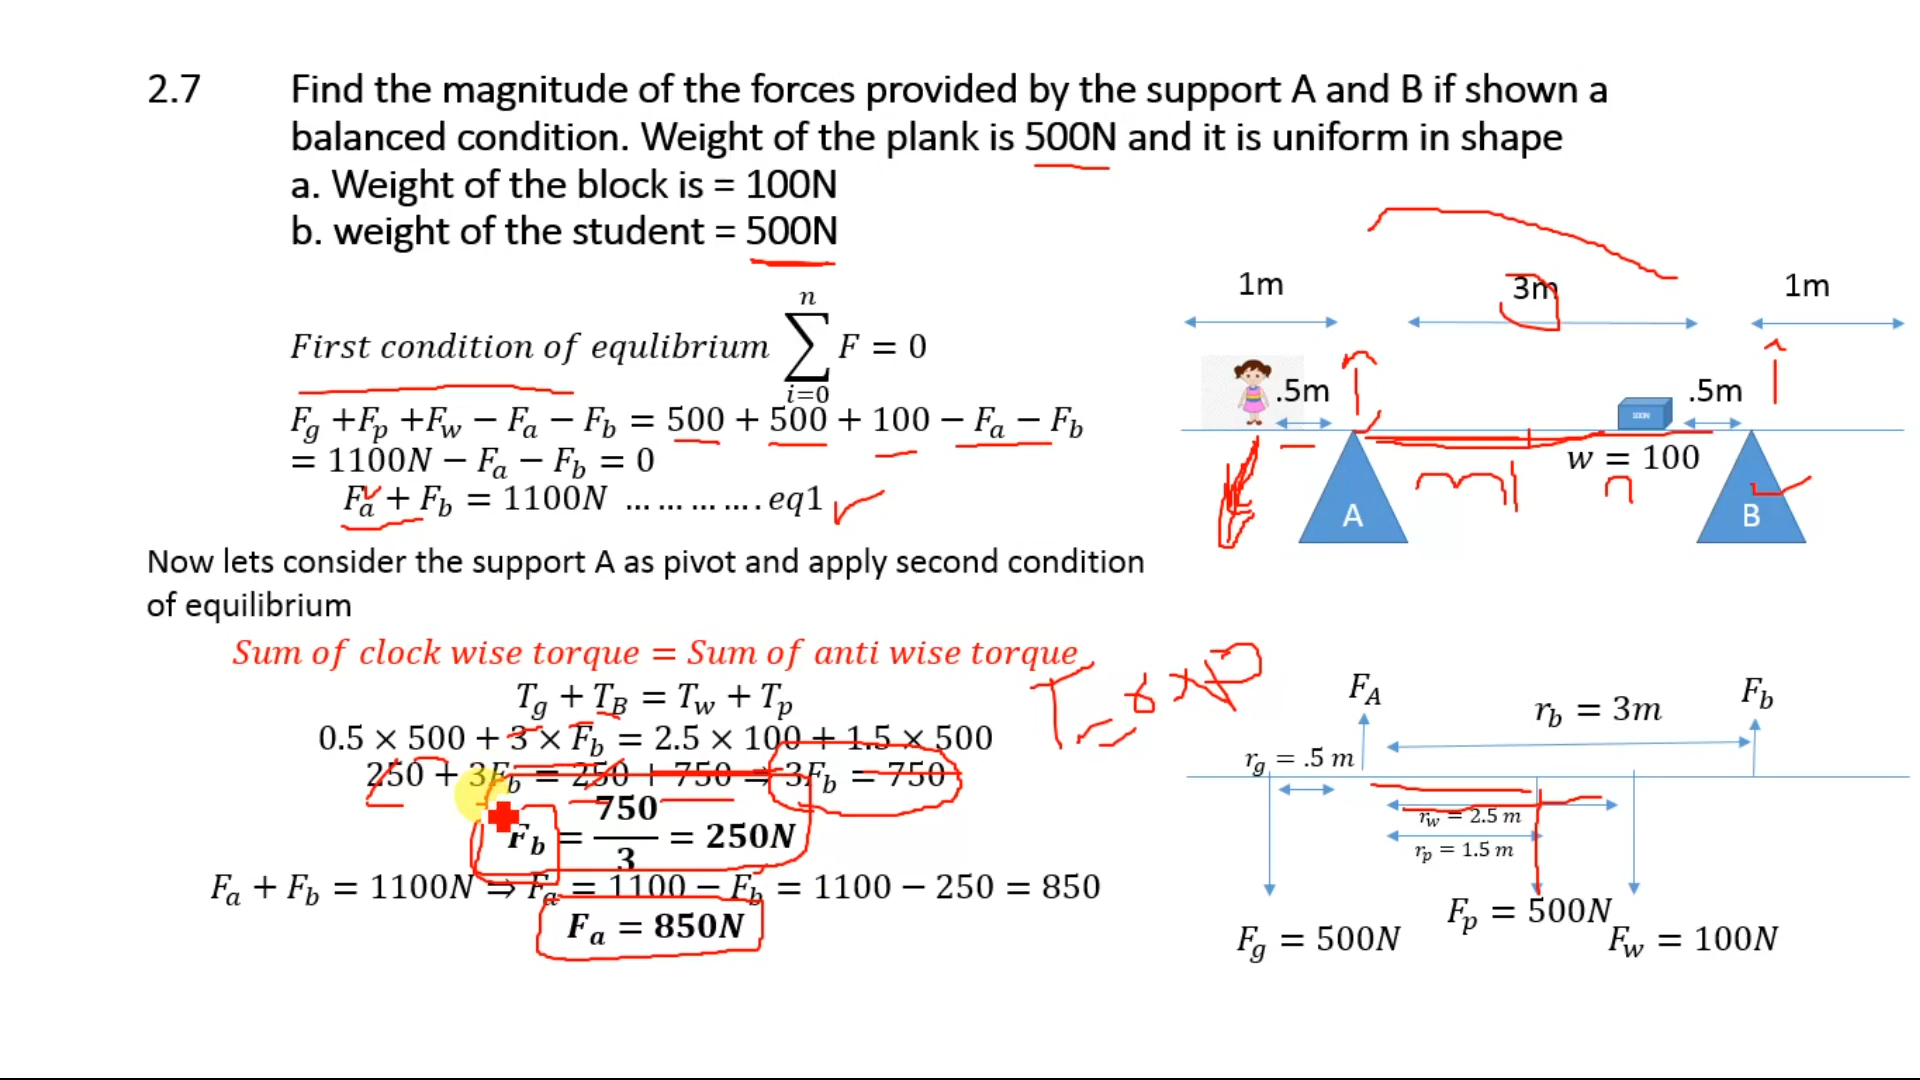 2.7 Find the magnitude of the forces provided by the support A and B if shown a
balanced condition. Weight of the plank is 500N and it is uniform in shape
a. Weight of the block is = 100N
b. weight of the student = 500N
First condition of equlibrium ∑_{i=0}^{n} F = 0
F_g +F_p +F_w − F_a − F_b = 500 + 500 + 100 − F_a − F_b
= 1100N − F_a − F_b = 0
F_a + F_b = 1100N ... ... ... .... eq1
Now lets consider the support A as pivot and apply second condition
of equilibrium
Sum of clock wise torque = Sum of anti wise torque
T_g + T_B = T_w + T_p
0.5 × 500 + 3 × F_b = 2.5 × 100 + 1.5 × 500
250 + 3F_b = 250 + 750 ⇒ 3F_b = 750
F_b = 750/3 = 250N
F_a + F_b = 1100N ⇒ F_a = 1100 − F_b = 1100 − 250 = 850
F_a = 850N
1m 3m 1m
.5m .5m
100N
w = 100
A B
F_A F_b
r_b = 3m
r_g = .5 m
r_w = 2.5 m
r_p = 1.5 m
F_p = 500N
F_g = 500N F_w = 100N